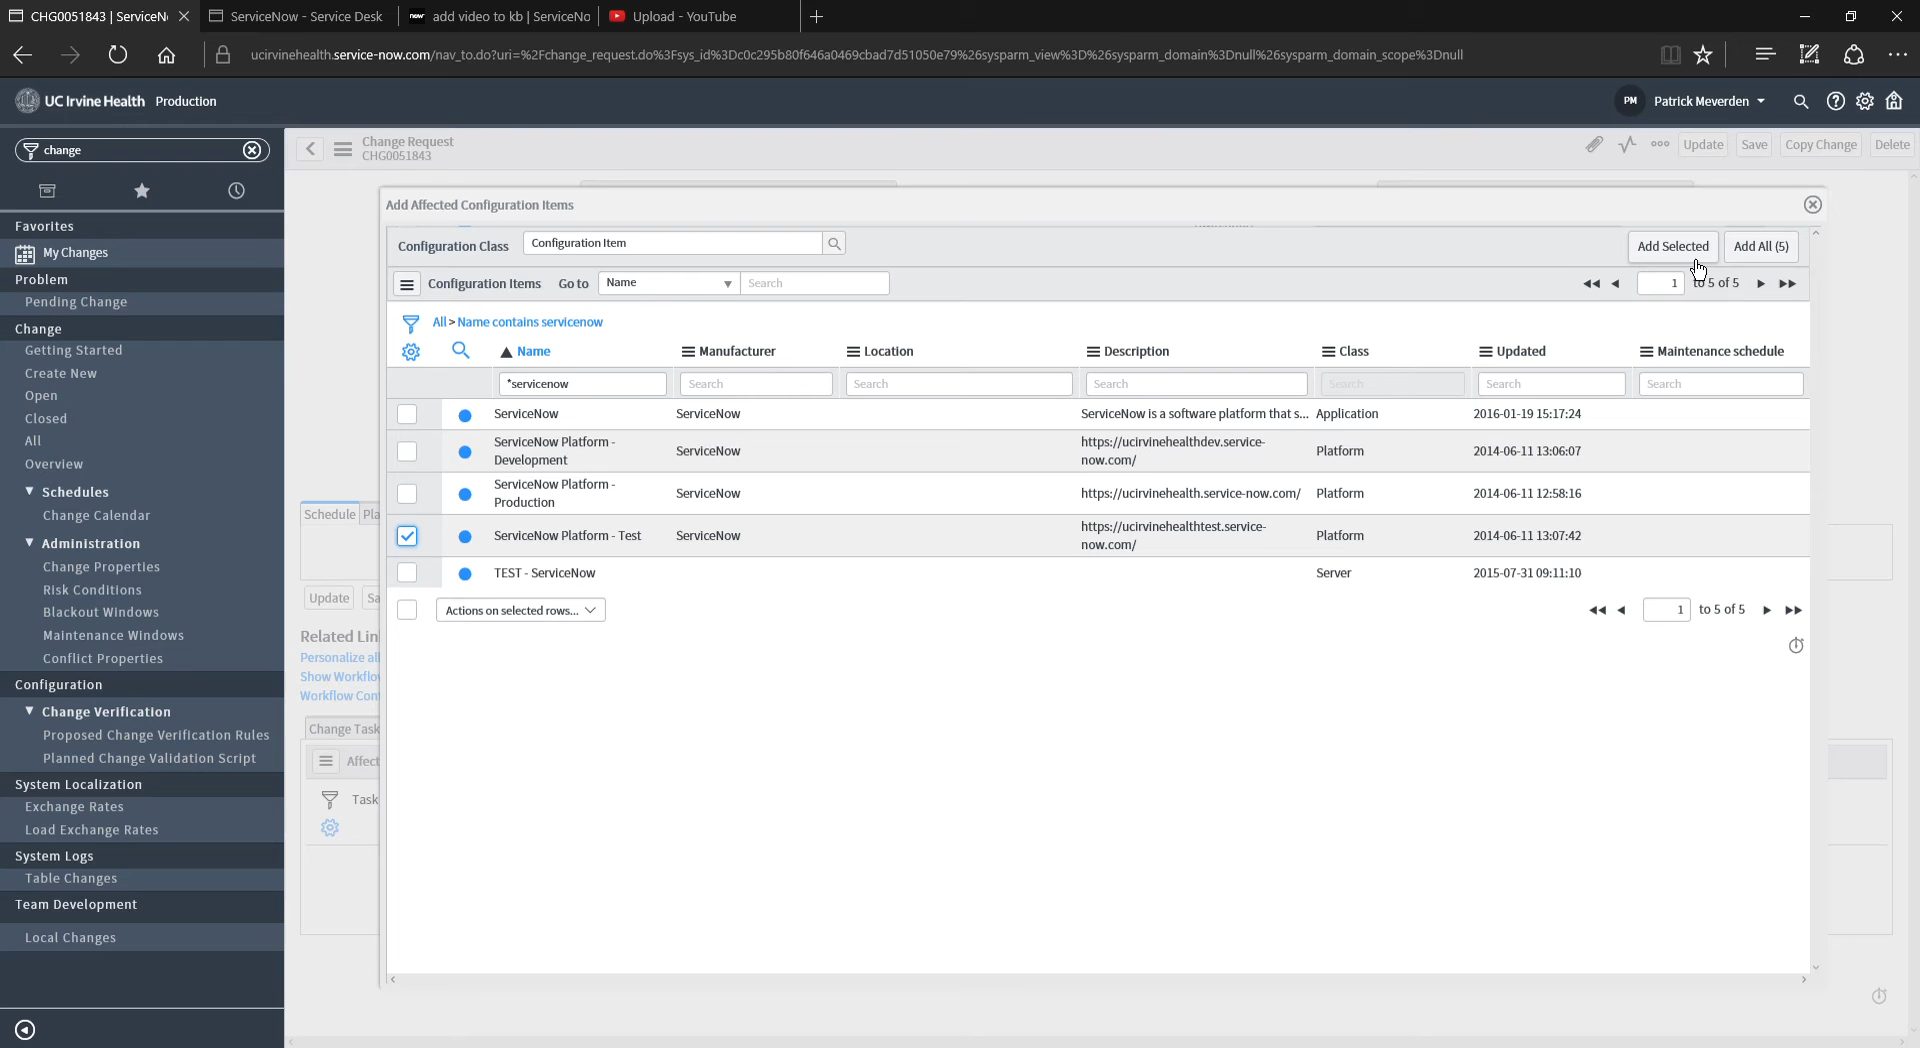 CHG0051843 | ServiceN
ServiceNow - Service Desk
now add video to kb | ServiceNo
Upload - YouTube
ucirvinehealth.service-now.com/nav_to.do?uri=%2Fchange_request.do%3Fsys_id%3Dc0c295b80f646a0469cbad7d51050e79%26sysparm_view%3D%26sysparm_domain%3Dnull%26sysparm_domain_scope%3Dnull
UC Irvine Health Production
PM Patrick Meverden
change
Favorites
My Changes
Problem
Pending Change
Change
Getting Started
Create New
Open
Closed
All
Overview
Schedules
Change Calendar
Administration
Change Properties
Risk Conditions
Blackout Windows
Maintenance Windows
Conflict Properties
Configuration
Change Verification
Proposed Change Verification Rules
Planned Change Validation Script
System Localization
Exchange Rates
Load Exchange Rates
System Logs
Table Changes
Team Development
Local Changes
Change Request
CHG0051843
Update Save Copy Change Delete
Schedule Pla
Update Sa
Related Lin
Personalize all
Show Workflo
Workflow Con
Change Task
Affect
Task
Add Affected Configuration Items
Configuration Class Configuration Item
Add Selected Add All (5)
Configuration Items Go to Name Search
1 to 5 of 5
All > Name contains servicenow
Name Manufacturer Location Description Class Updated Maintenance schedule
*servicenow Search Search Search Search Search Search
ServiceNow ServiceNow ServiceNow is a software platform that s... Application 2016-01-19 15:17:24
ServiceNow Platform - Development ServiceNow https://ucirvinehealthdev.service-now.com/ Platform 2014-06-11 13:06:07
ServiceNow Platform - Production ServiceNow https://ucirvinehealth.service-now.com/ Platform 2014-06-11 12:58:16
ServiceNow Platform - Test ServiceNow https://ucirvinehealthtest.service-now.com/ Platform 2014-06-11 13:07:42
TEST - ServiceNow Server 2015-07-31 09:11:10
Actions on selected rows...
1 to 5 of 5